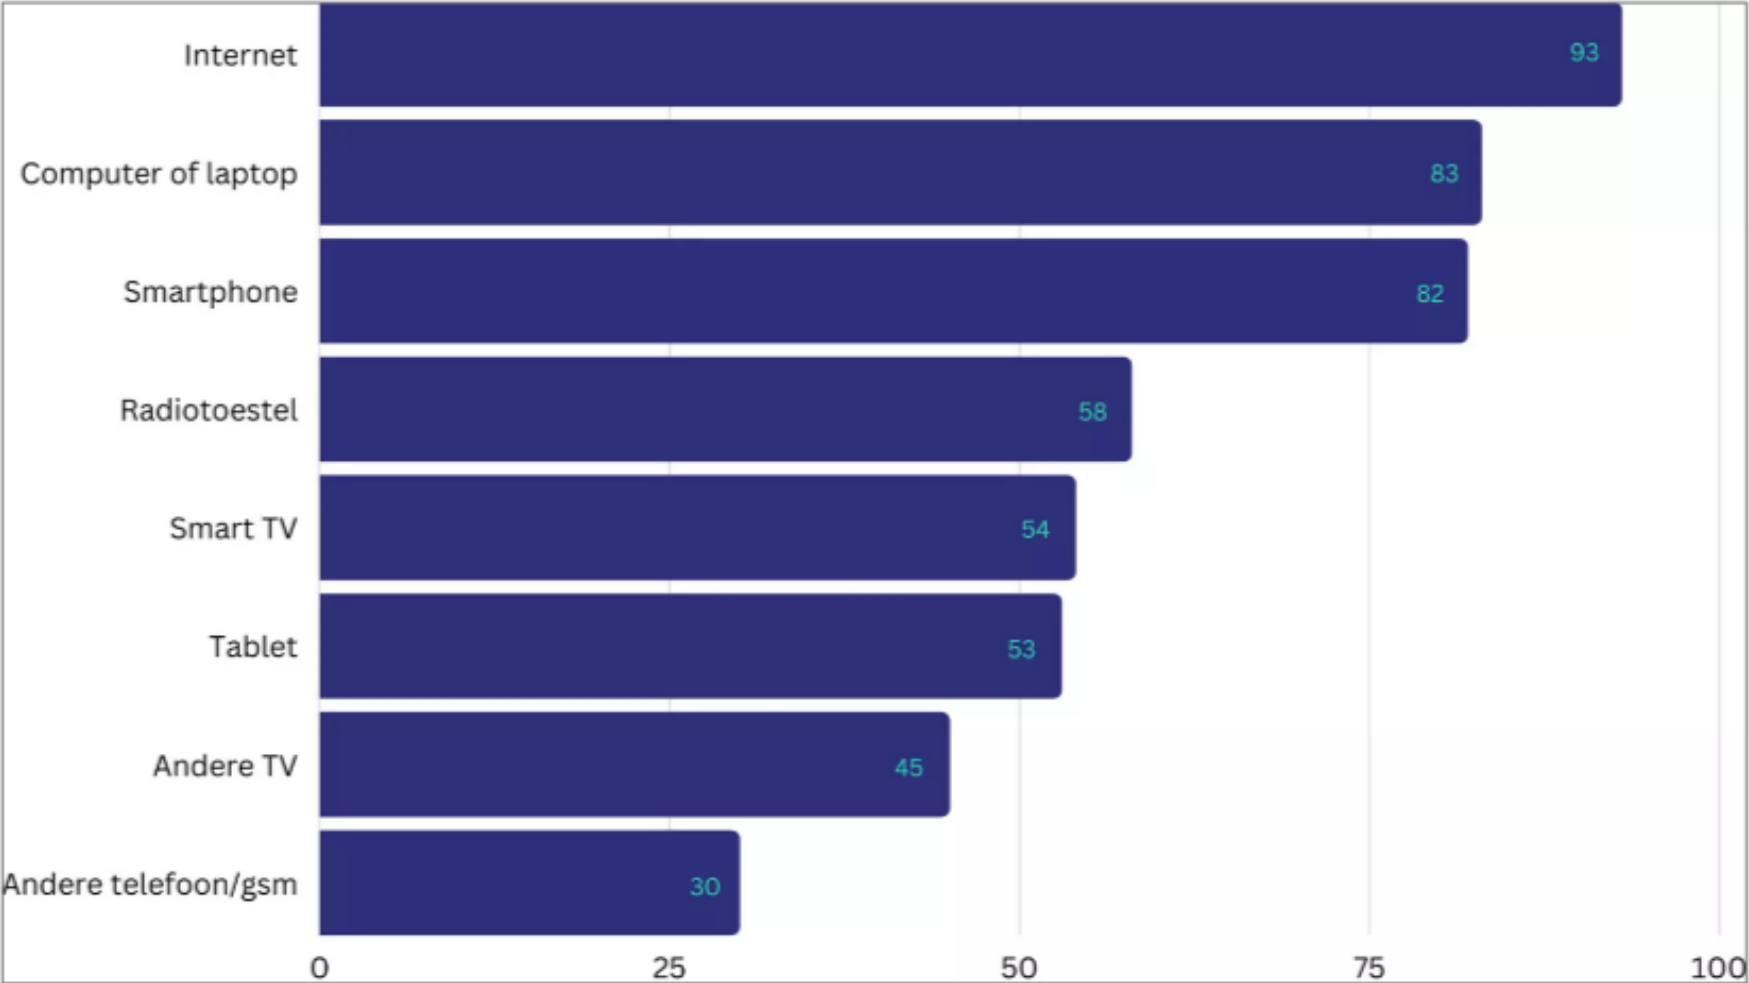 Internet 93
Computer of laptop 83
Smartphone 82
Radiotoestel 58
Smart TV 54
Tablet 53
Andere TV 45
Andere telefoon/gsm 30
0 25 50 75 100